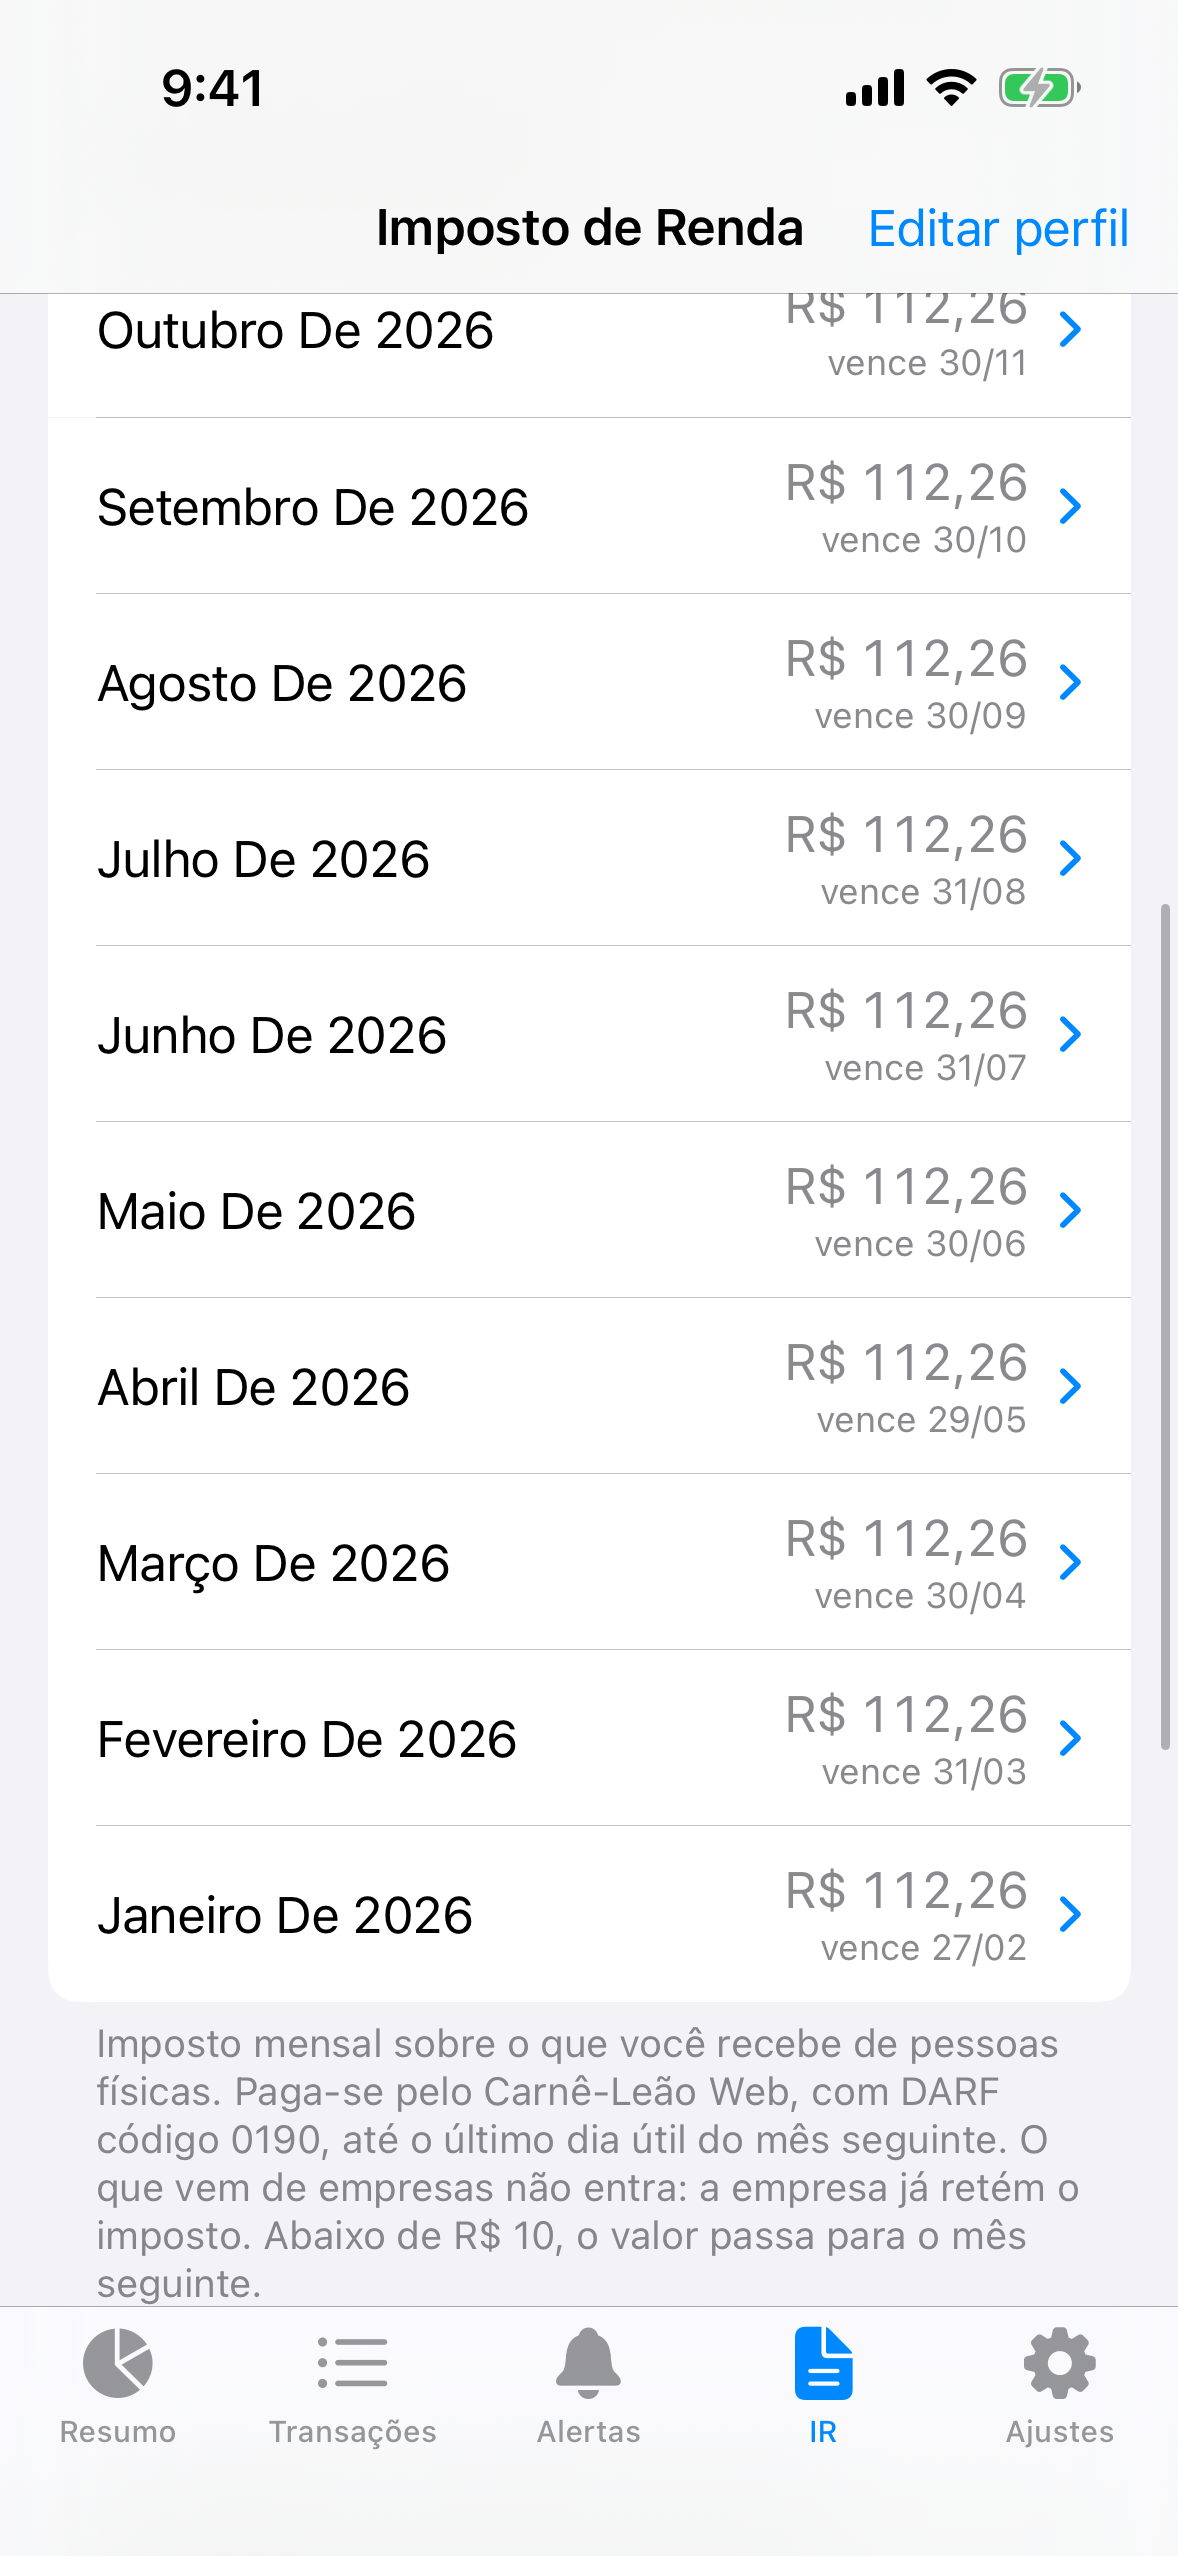 9:41
Imposto de Renda
Editar perfil
Outubro De 2026
R$ 112,26
vence 30/11
Setembro De 2026
R$ 112,26
vence 30/10
Agosto De 2026
R$ 112,26
vence 30/09
Julho De 2026
R$ 112,26
vence 31/08
Junho De 2026
R$ 112,26
vence 31/07
Maio De 2026
R$ 112,26
vence 30/06
Abril De 2026
R$ 112,26
vence 29/05
Março De 2026
R$ 112,26
vence 30/04
Fevereiro De 2026
R$ 112,26
vence 31/03
Janeiro De 2026
R$ 112,26
vence 27/02
Imposto mensal sobre o que você recebe de pessoas
físicas. Paga-se pelo Carnê-Leão Web, com DARF
código 0190, até o último dia útil do mês seguinte. O
que vem de empresas não entra: a empresa já retém o
imposto. Abaixo de R$ 10, o valor passa para o mês
seguinte.
Resumo
Transações
Alertas
IR
Ajustes